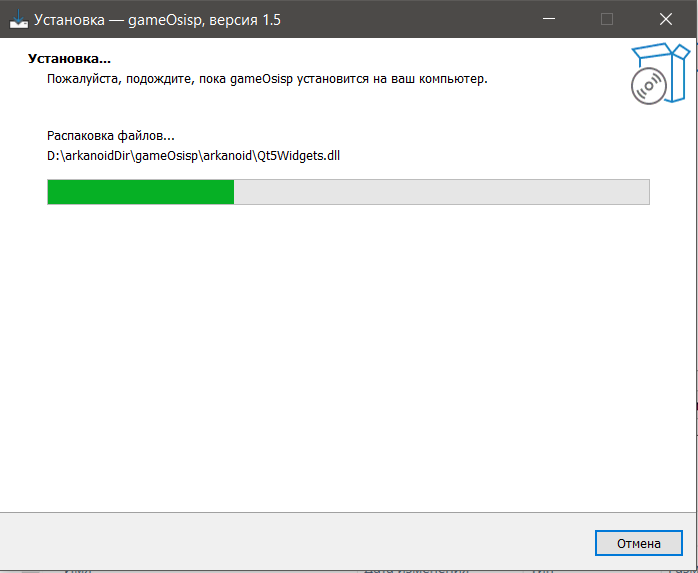 Установка — gameOsisp, версия 1.5
Установка...
Пожалуйста, подождите, пока gameOsisp установится на ваш компьютер.
Распаковка файлов...
D:\arkanoidDir\gameOsisp\arkanoid\Qt5Widgets.dll
Отмена